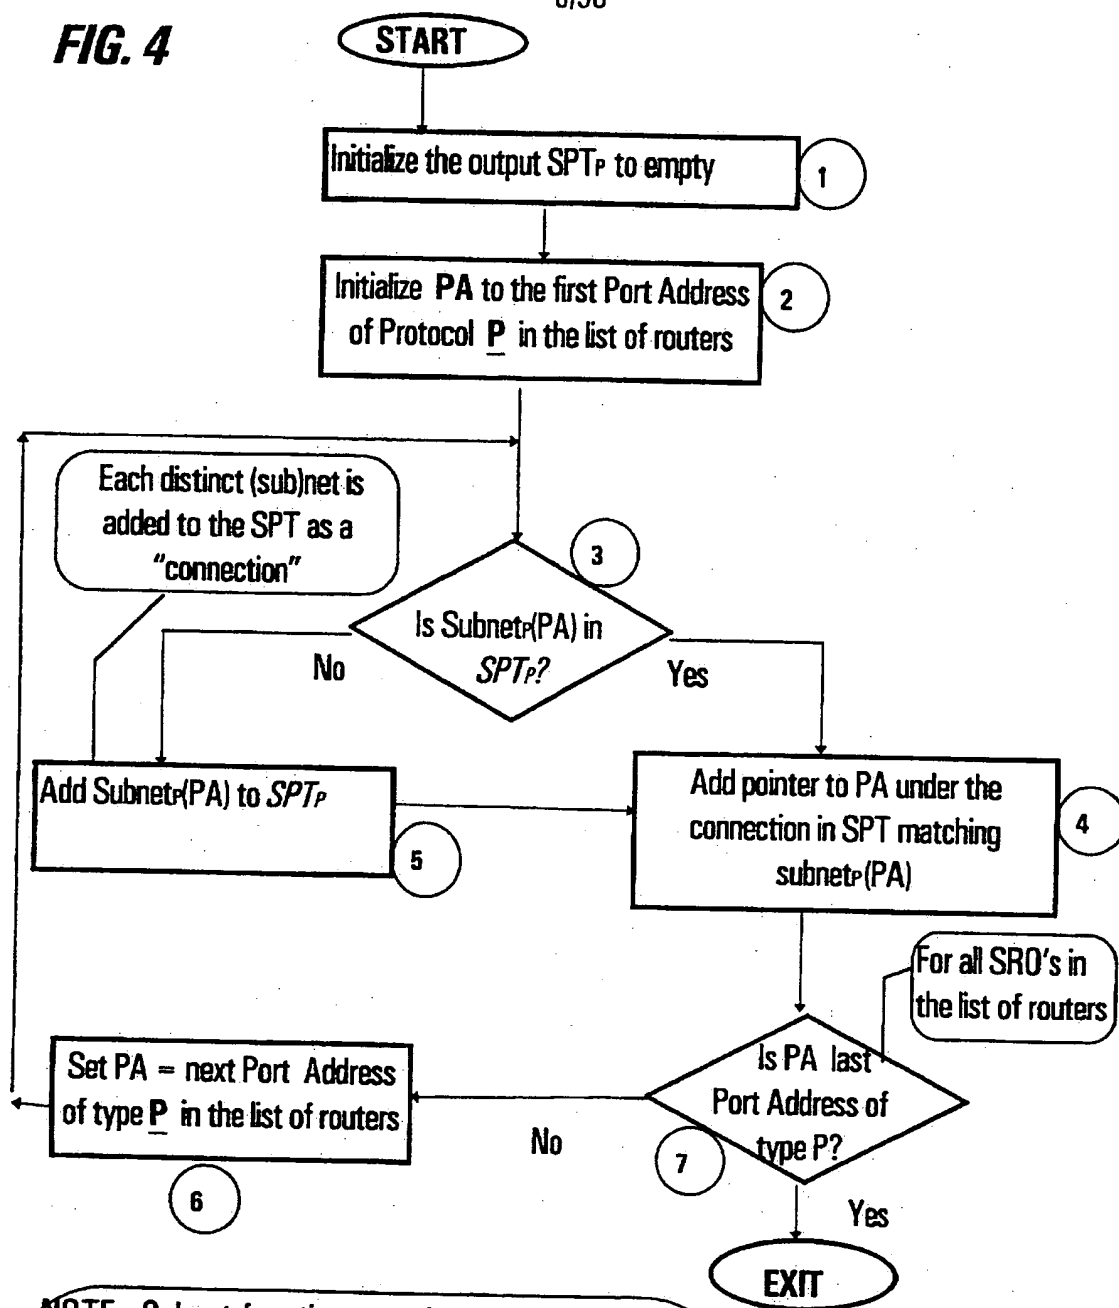 FIG. 4
START
Initialize the output SPTP to empty
1
Initialize PA to the first Port Address
of Protocol P in the list of routers
2
Each distinct (sub)net is
added to the SPT as a
"connection"
3
Is SubnetP(PA) in
SPTP?
No
Yes
Add SubnetP(PA) to SPTP
5
Add pointer to PA under the
connection in SPT matching
subnetP(PA)
4
For all SRO's in
the list of routers
Set PA = next Port Address
of type P in the list of routers
6
Is PA last
Port Address of
type P?
7
No
Yes
EXIT